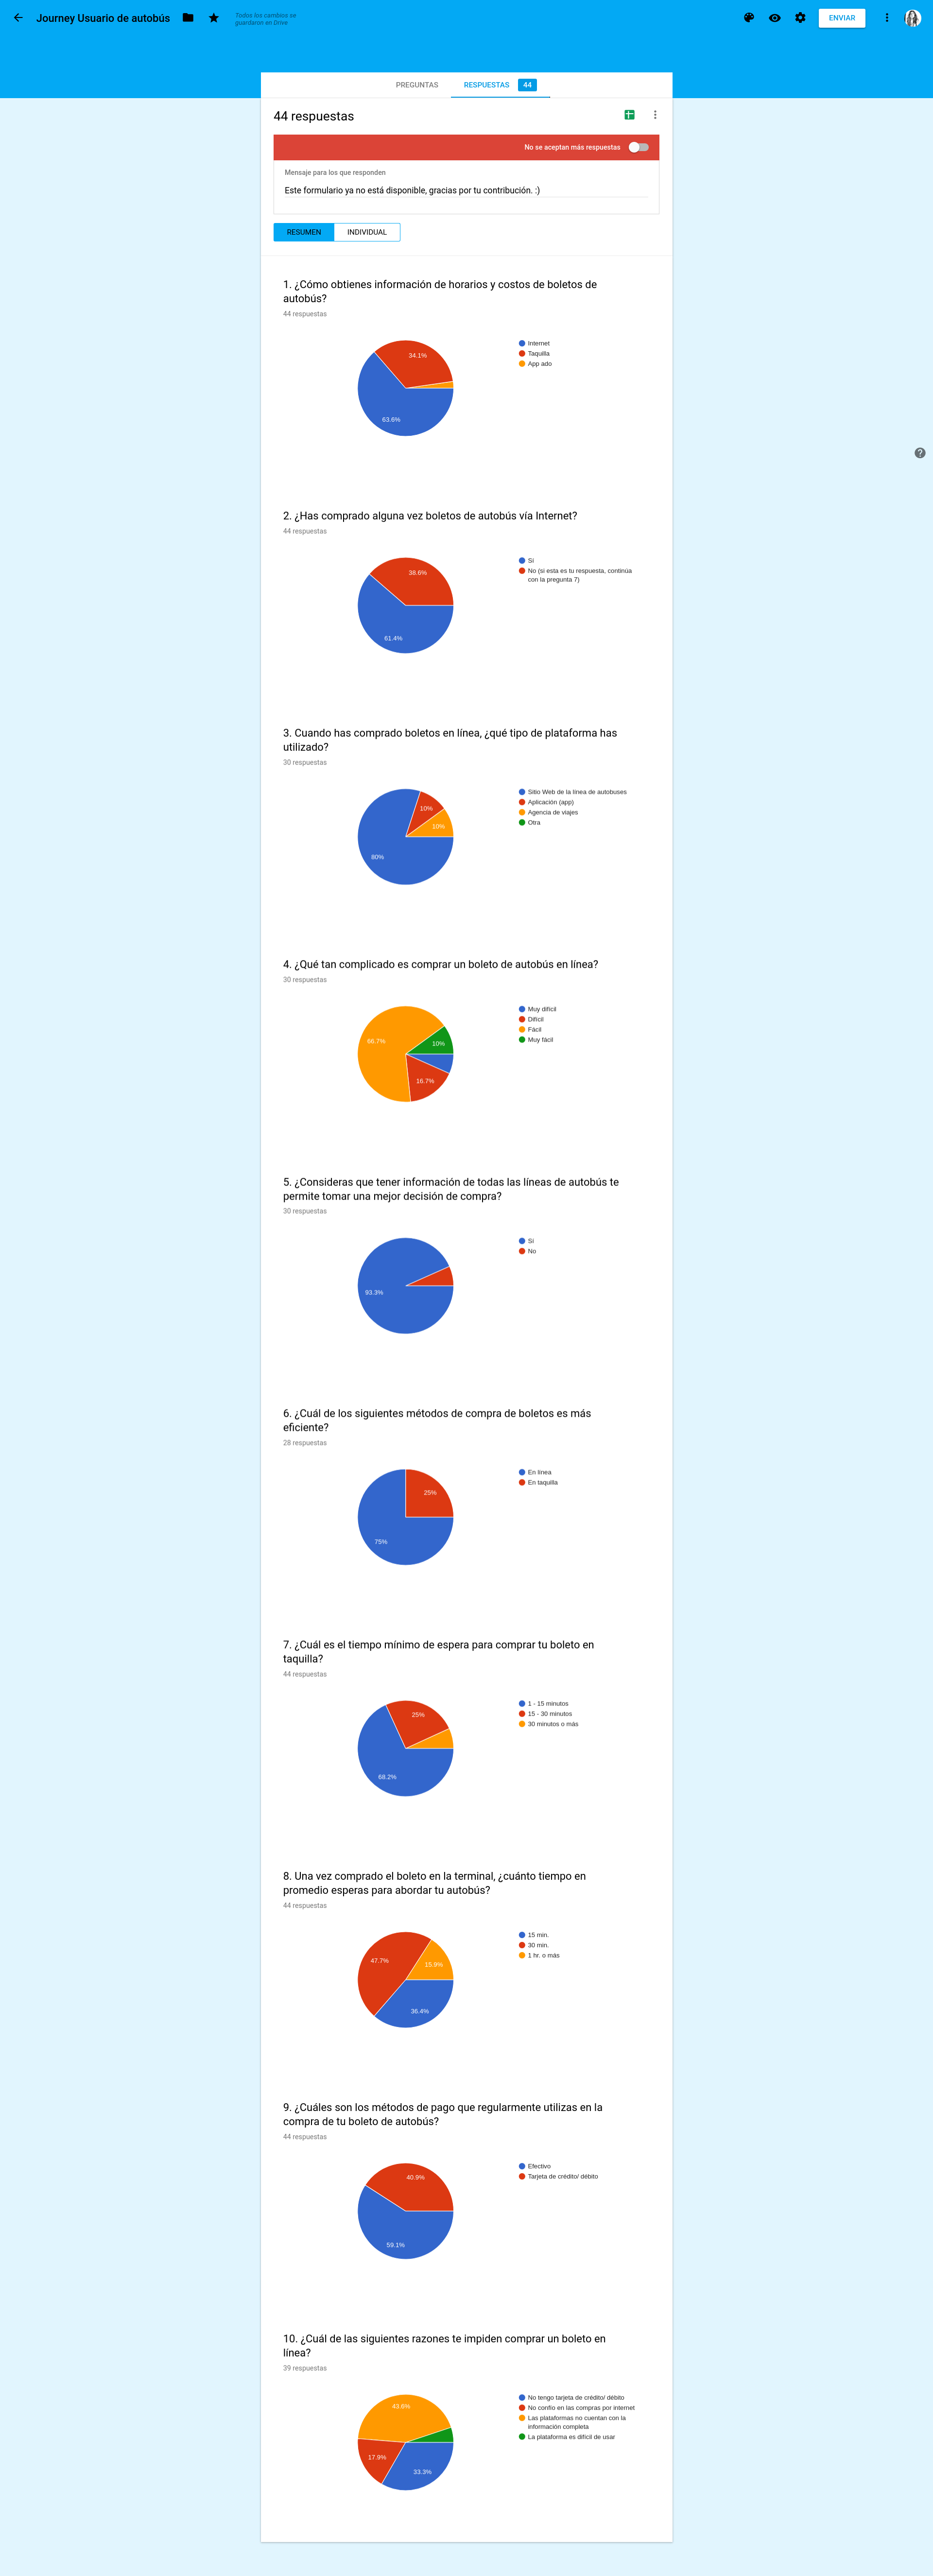 Journey Usuario de autobús
Todos los cambios se
guardaron en Drive
ENVIAR
PREGUNTAS
RESPUESTAS
44
44 respuestas
No se aceptan más respuestas
Mensaje para los que responden
Este formulario ya no está disponible, gracias por tu contribución. :)
RESUMEN
INDIVIDUAL
1. ¿Cómo obtienes información de horarios y costos de boletos de
autobús?
44 respuestas
Internet
Taquilla
App ado
34.1%
63.6%
2. ¿Has comprado alguna vez boletos de autobús vía Internet?
44 respuestas
Sí
No (si esta es tu respuesta, continúa
con la pregunta 7)
38.6%
61.4%
3. Cuando has comprado boletos en línea, ¿qué tipo de plataforma has
utilizado?
30 respuestas
Sitio Web de la línea de autobuses
Aplicación (app)
Agencia de viajes
Otra
10%
10%
80%
4. ¿Qué tan complicado es comprar un boleto de autobús en línea?
30 respuestas
Muy difícil
Difícil
Fácil
Muy fácil
66.7%
10%
16.7%
5. ¿Consideras que tener información de todas las líneas de autobús te
permite tomar una mejor decisión de compra?
30 respuestas
Sí
No
93.3%
6. ¿Cuál de los siguientes métodos de compra de boletos es más
eficiente?
28 respuestas
En línea
En taquilla
25%
75%
7. ¿Cuál es el tiempo mínimo de espera para comprar tu boleto en
taquilla?
44 respuestas
1 - 15 minutos
15 - 30 minutos
30 minutos o más
25%
68.2%
8. Una vez comprado el boleto en la terminal, ¿cuánto tiempo en
promedio esperas para abordar tu autobús?
44 respuestas
15 min.
30 min.
1 hr. o más
47.7%
15.9%
36.4%
9. ¿Cuáles son los métodos de pago que regularmente utilizas en la
compra de tu boleto de autobús?
44 respuestas
Efectivo
Tarjeta de crédito/ débito
40.9%
59.1%
10. ¿Cuál de las siguientes razones te impiden comprar un boleto en
línea?
39 respuestas
No tengo tarjeta de crédito/ débito
No confío en las compras por internet
Las plataformas no cuentan con la
información completa
La plataforma es difícil de usar
43.6%
17.9%
33.3%